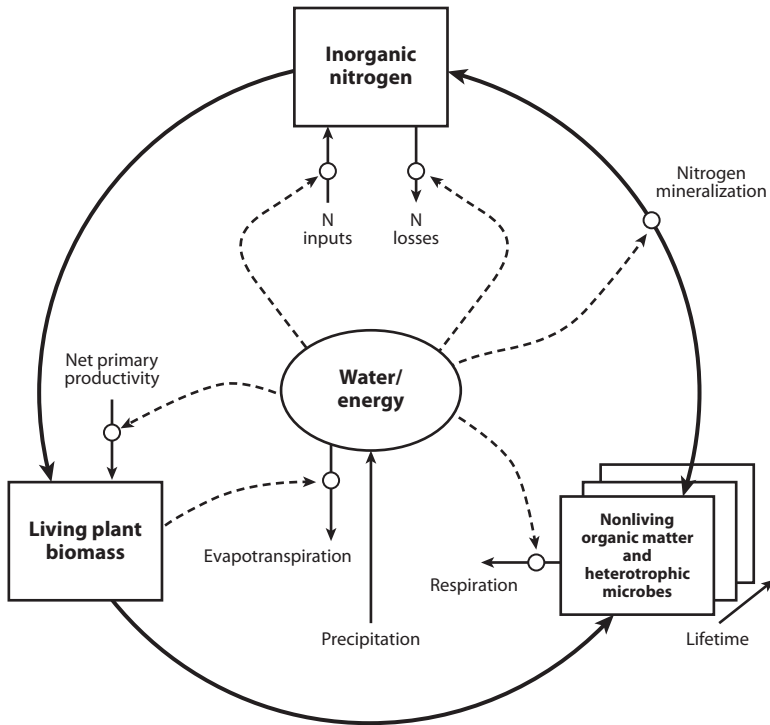 Inorganic
nitrogen
Nitrogen
mineralization
N
inputs
N
losses
Net primary
productivity
Water/
energy
Living plant
biomass
Evapotranspiration
Nonliving
organic matter
and
heterotrophic
microbes
Respiration
Precipitation
Lifetime